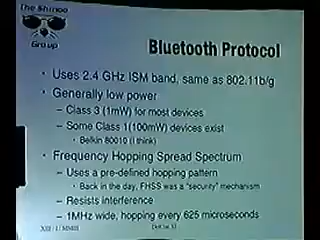 The Shmoo
Group
Bluetooth Protocol
• Uses 2.4 GHz ISM band, same as 802.11b/g
• Generally low power
– Class 3 (1mW) for most devices
– Some Class 1(100mW) devices exist
• Belkin 80010 (I think)
• Frequency Hopping Spread Spectrum
– Uses a pre-defined hopping pattern
• Back in the day, FHSS was a "security" mechanism
– Resists interference
– 1MHz wide, hopping every 625 microseconds